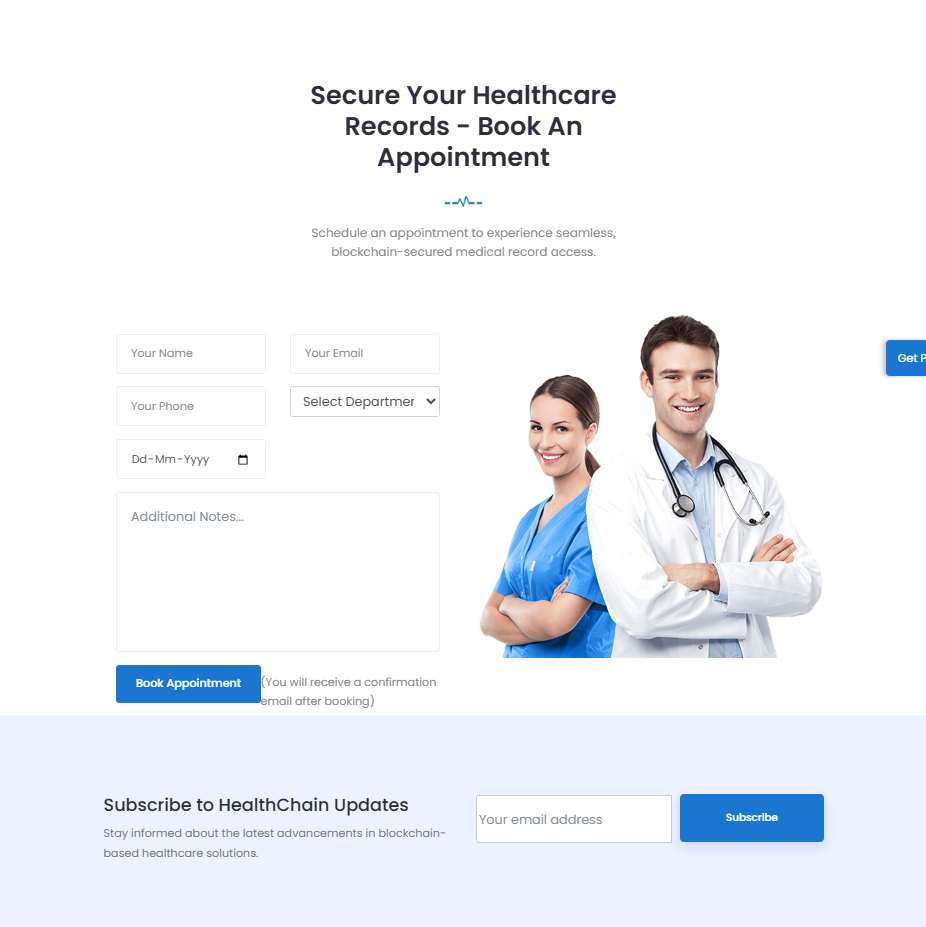 Secure Your Healthcare
Records - Book An
Appointment
Schedule an appointment to experience seamless,
blockchain-secured medical record access.
Your Name
Your Email
Get P
Your Phone
Select Departmer
Dd-Mm-Yyyy
Additional Notes...
Book Appointment
(You will receive a confirmation
email after booking)
Subscribe to HealthChain Updates
Stay informed about the latest advancements in blockchain-
based healthcare solutions.
Your email address
Subscribe